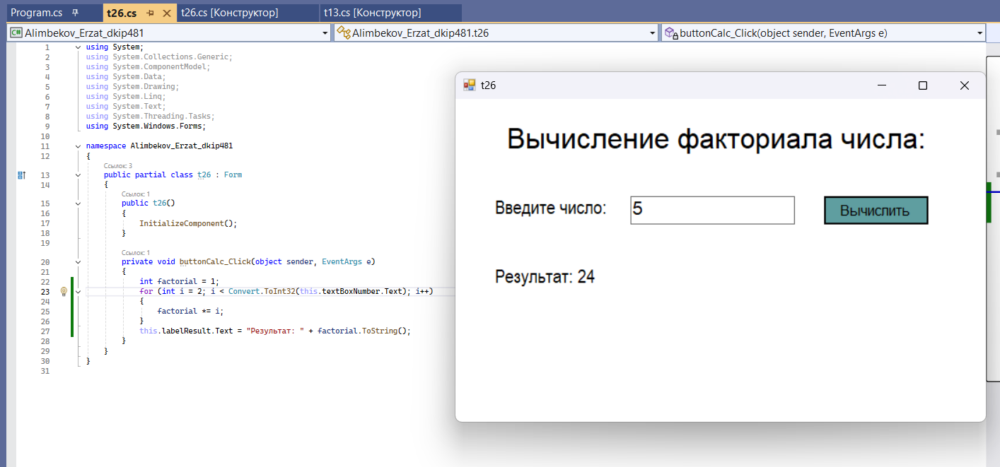 Program.cs
t26.cs
t26.cs [Конструктор]
t13.cs [Конструктор]
C# Alimbekov_Erzat_dkip481
Alimbekov_Erzat_dkip481.t26
buttonCalc_Click(object sender, EventArgs e)
1 using System;
2 using System.Collections.Generic;
3 using System.ComponentModel;
4 using System.Data;
5 using System.Drawing;
6 using System.Linq;
7 using System.Text;
8 using System.Threading.Tasks;
9 using System.Windows.Forms;
10
11 namespace Alimbekov_Erzat_dkip481
12 {
Ссылок: 3
13 public partial class t26 : Form
14 {
Ссылок: 1
15 public t26()
16 {
17 InitializeComponent();
18 }
19
Ссылок: 1
20 private void buttonCalc_Click(object sender, EventArgs e)
21 {
22 int factorial = 1;
23 for (int i = 2; i < Convert.ToInt32(this.textBoxNumber.Text); i++)
24 {
25 factorial *= i;
26 }
27 this.labelResult.Text = "Результат: " + factorial.ToString();
28 }
29 }
30 }
31
t26
Вычисление факториала числа:
Введите число: 5 Вычислить
Результат: 24